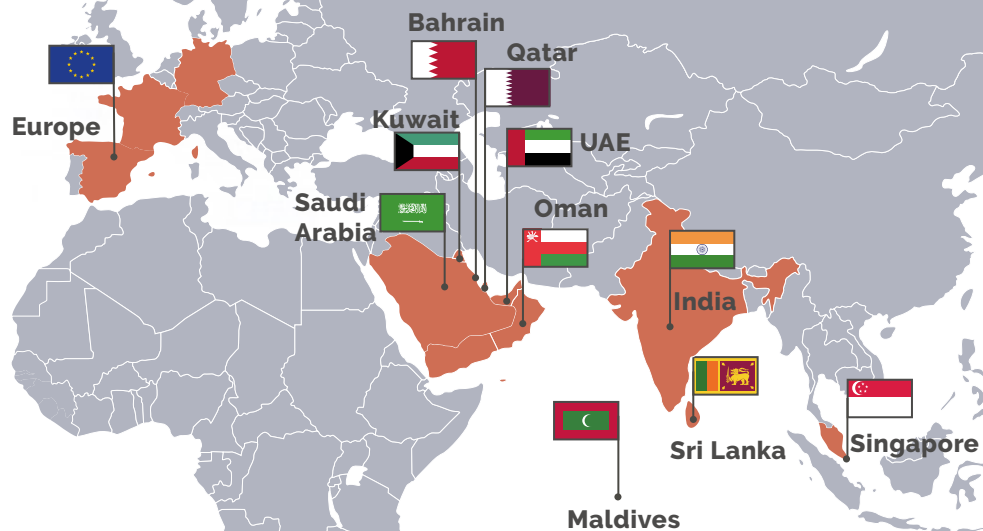 Bahrain
Qatar
Europe
Kuwait
UAE
Saudi
Arabia
Oman
India
Sri Lanka
Singapore
Maldives